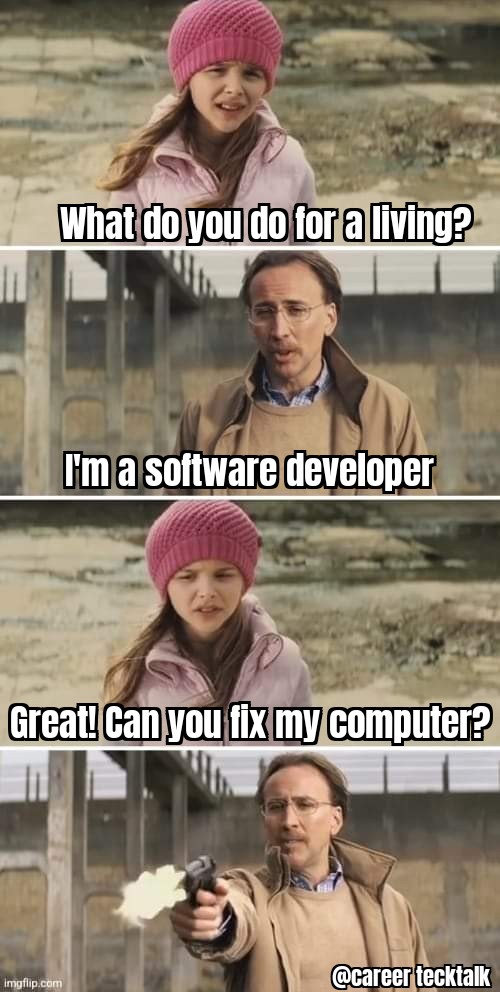 What do you do for a living?
I'm a software developer
Great! Can you fix my computer?
@career tecktalk
imgflip.com